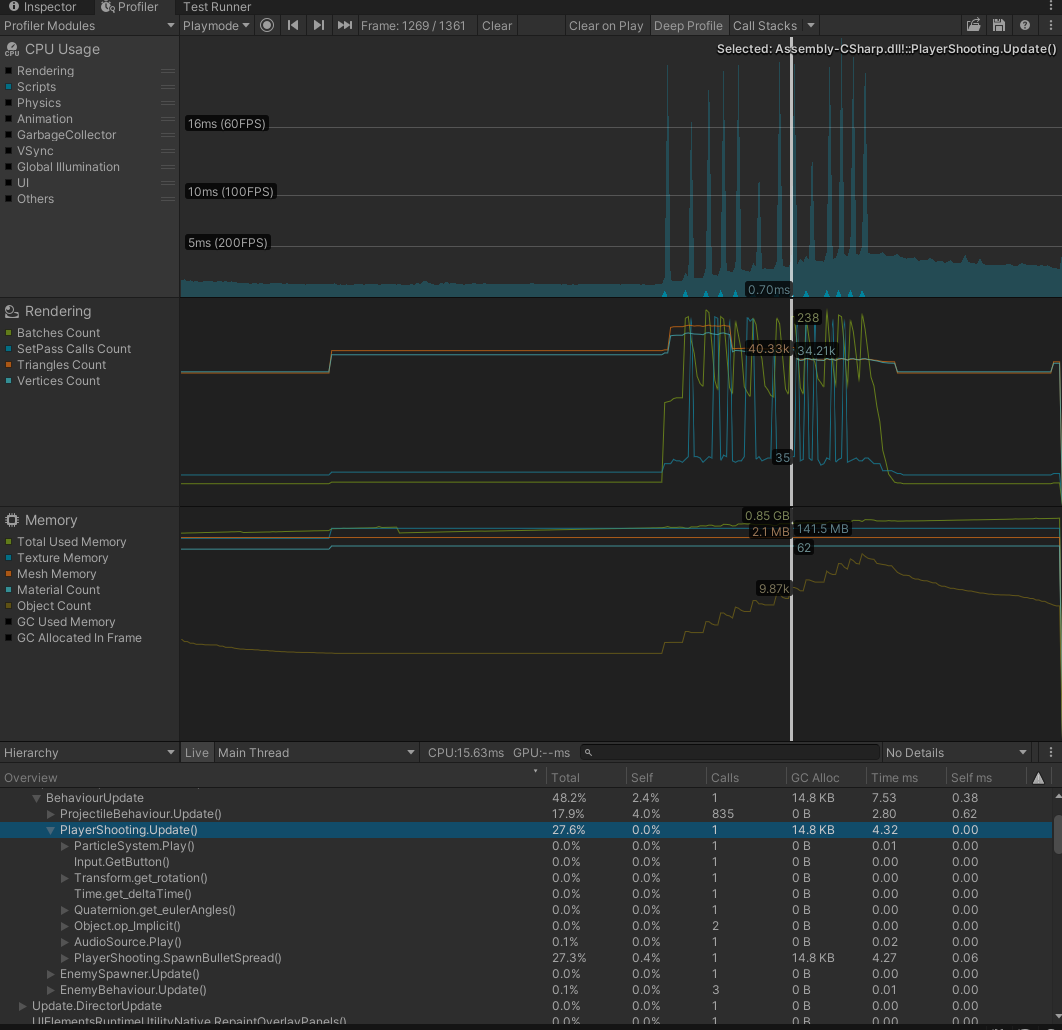 Inspector Profiler Test Runner
Profiler Modules Playmode Frame: 1269 / 1361 Clear Clear on Play Deep Profile Call Stacks
CPU Usage
Selected: Assembly-CSharp.dll!::PlayerShooting.Update()
Rendering
Scripts
Physics
Animation
GarbageCollector
VSync
Global Illumination
UI
Others
16ms (60FPS)
10ms (100FPS)
5ms (200FPS)
0.70ms
Rendering
Batches Count
SetPass Calls Count
Triangles Count
Vertices Count
238
40.33k 34.21k
35
Memory
Total Used Memory
Texture Memory
Mesh Memory
Material Count
Object Count
GC Used Memory
GC Allocated In Frame
0.85 GB
2.1 MB 141.5 MB
62
9.87k
Hierarchy Live Main Thread CPU:15.63ms GPU:--ms No Details
Overview Total Self Calls GC Alloc Time ms Self ms
BehaviourUpdate 48.2% 2.4% 1 14.8 KB 7.53 0.38
ProjectileBehaviour.Update() 17.9% 4.0% 835 0 B 2.80 0.62
PlayerShooting.Update() 27.6% 0.0% 1 14.8 KB 4.32 0.00
ParticleSystem.Play() 0.0% 0.0% 1 0 B 0.01 0.00
Input.GetButton() 0.0% 0.0% 1 0 B 0.00 0.00
Transform.get_rotation() 0.0% 0.0% 1 0 B 0.00 0.00
Time.get_deltaTime() 0.0% 0.0% 1 0 B 0.00 0.00
Quaternion.get_eulerAngles() 0.0% 0.0% 1 0 B 0.00 0.00
Object.op_Implicit() 0.0% 0.0% 2 0 B 0.00 0.00
AudioSource.Play() 0.1% 0.0% 1 0 B 0.02 0.00
PlayerShooting.SpawnBulletSpread() 27.3% 0.4% 1 14.8 KB 4.27 0.06
EnemySpawner.Update() 0.0% 0.0% 1 0 B 0.00 0.00
EnemyBehaviour.Update() 0.1% 0.0% 3 0 B 0.01 0.00
Update.DirectorUpdate 0.0% 0.0% 1 0 B 0.00 0.00
UIElementsRuntimeUtilityNative.RepaintOverlayPanels() 0.0% 0.0% 1 0 B 0.00 0.00